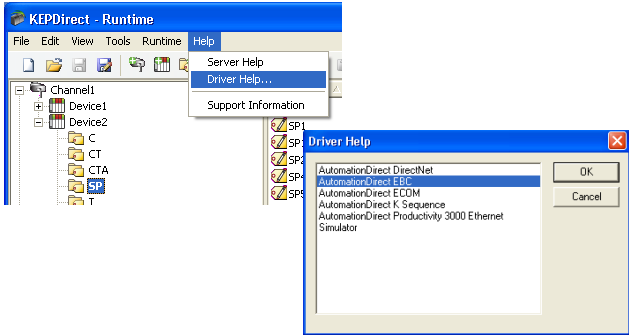 KEPDirect - Runtime
File Edit View Tools Runtime Help
Server Help
Driver Help...
Support Information
Channel1
Device1
Device2
C
CT
CTA
SP
T
SP1
SP1
SP2
SP4
SP5
Driver Help
AutomationDirect DirectNet
AutomationDirect EBC
AutomationDirect ECOM
AutomationDirect K Sequence
AutomationDirect Productivity 3000 Ethernet
Simulator
OK
Cancel